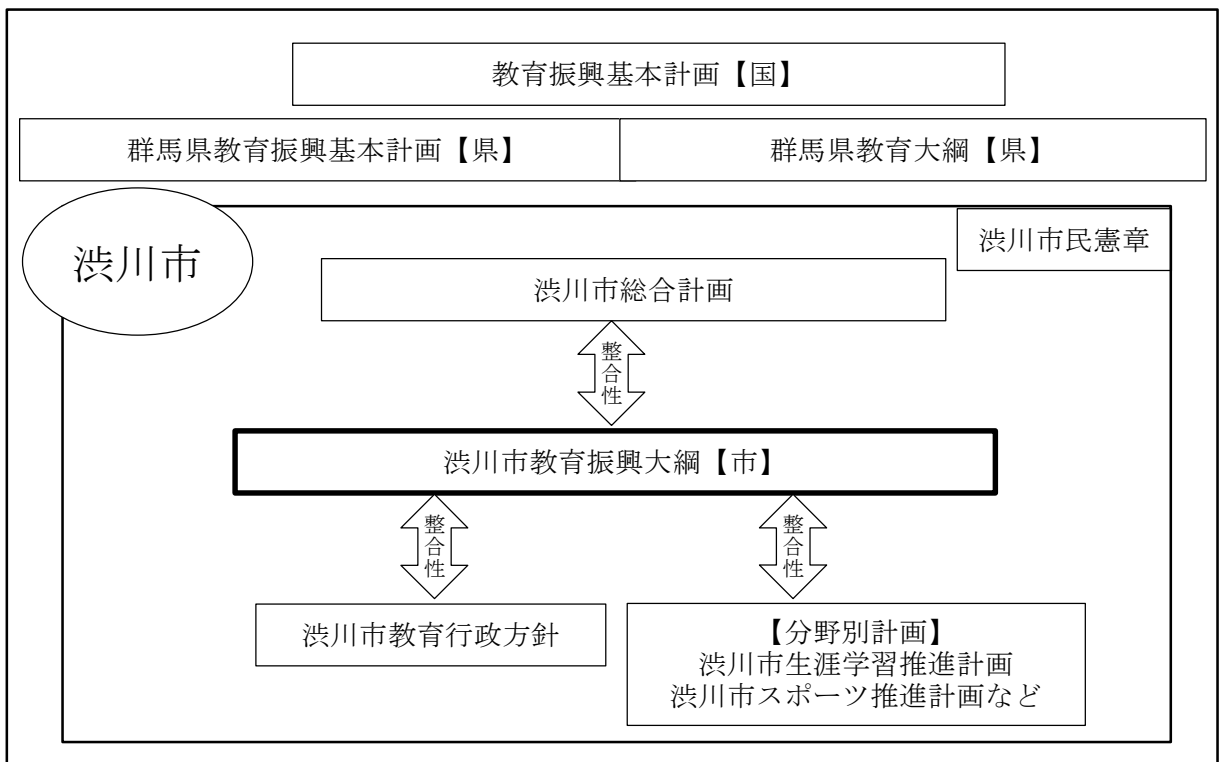 教育振興基本計画【国】
群馬県教育振興基本計画【県】
群馬県教育大綱【県】
渋川市
渋川市民憲章
渋川市総合計画
整合性
渋川市教育振興大綱【市】
整合性
整合性
渋川市教育行政方針
【分野別計画】
渋川市生涯学習推進計画
渋川市スポーツ推進計画など